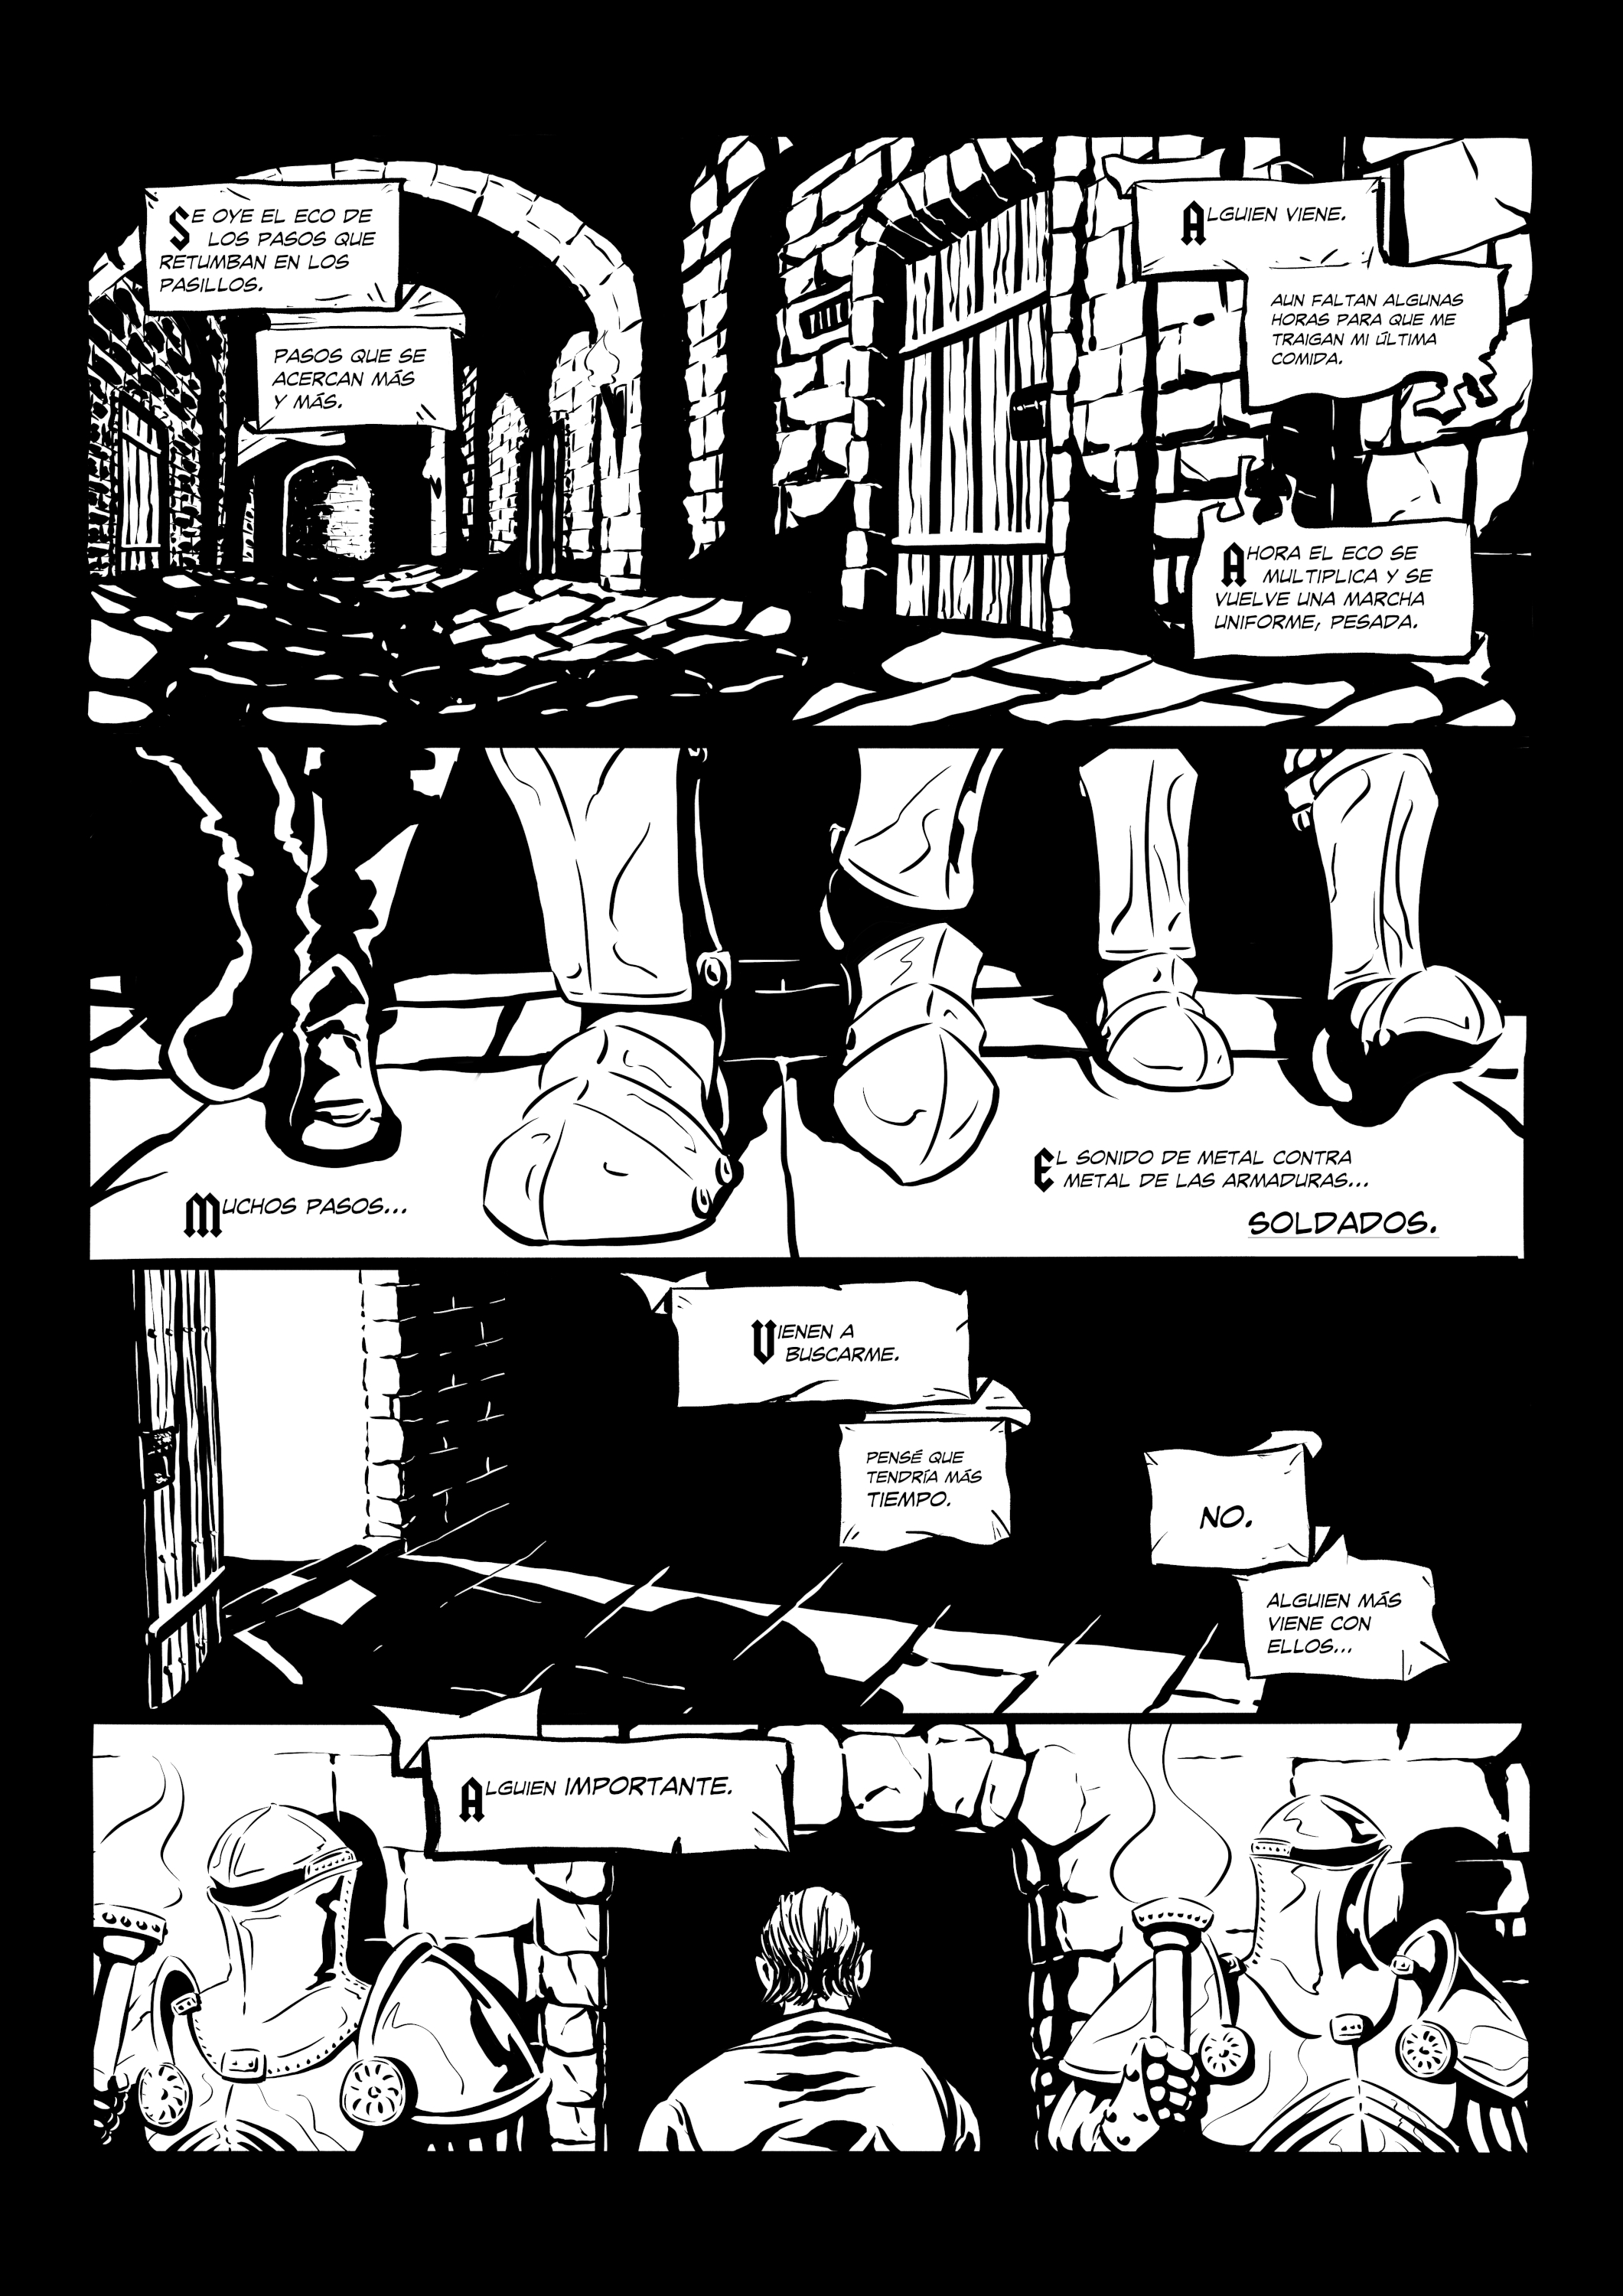 SE OYE EL ECO DE
LOS PASOS QUE
RETUMBAN EN LOS
PASILLOS.
PASOS QUE SE
ACERCAN MÁS
Y MÁS.
ALGUIEN VIENE.
AUN FALTAN ALGUNAS
HORAS PARA QUE ME
TRAIGAN MI ÚLTIMA
COMIDA.
AHORA EL ECO SE
MULTIPLICA Y SE
VUELVE UNA MARCHA
UNIFORME, PESADA.
MUCHOS PASOS...
EL SONIDO DE METAL CONTRA
METAL DE LAS ARMADURAS...
SOLDADOS.
VIENEN A
BUSCARME.
PENSÉ QUE
TENDRÍA MÁS
TIEMPO.
NO.
ALGUIEN MÁS
VIENE CON
ELLOS...
ALGUIEN IMPORTANTE.